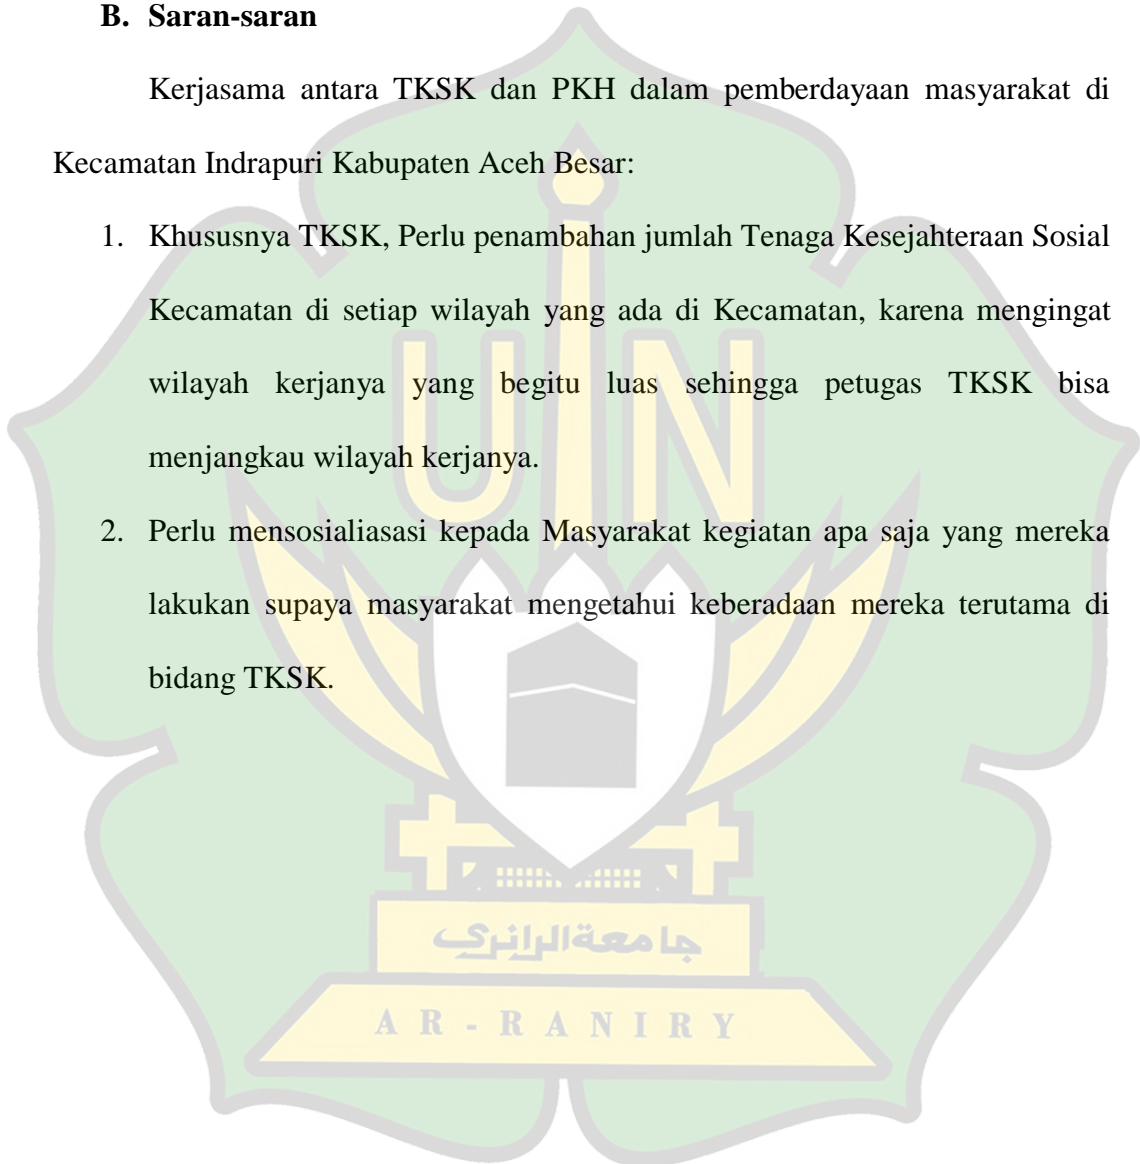 B. Saran-saran
Kerjasama antara TKSK dan PKH dalam pemberdayaan masyarakat di
Kecamatan Indrapuri Kabupaten Aceh Besar:
1. Khususnya TKSK, Perlu penambahan jumlah Tenaga Kesejahteraan Sosial
Kecamatan di setiap wilayah yang ada di Kecamatan, karena mengingat
wilayah kerjanya yang begitu luas sehingga petugas TKSK bisa
menjangkau wilayah kerjanya.
2. Perlu mensosialiasasi kepada Masyarakat kegiatan apa saja yang mereka
lakukan supaya masyarakat mengetahui keberadaan mereka terutama di
bidang TKSK.
UIN
جامعةالرانري
AR-RANIRY